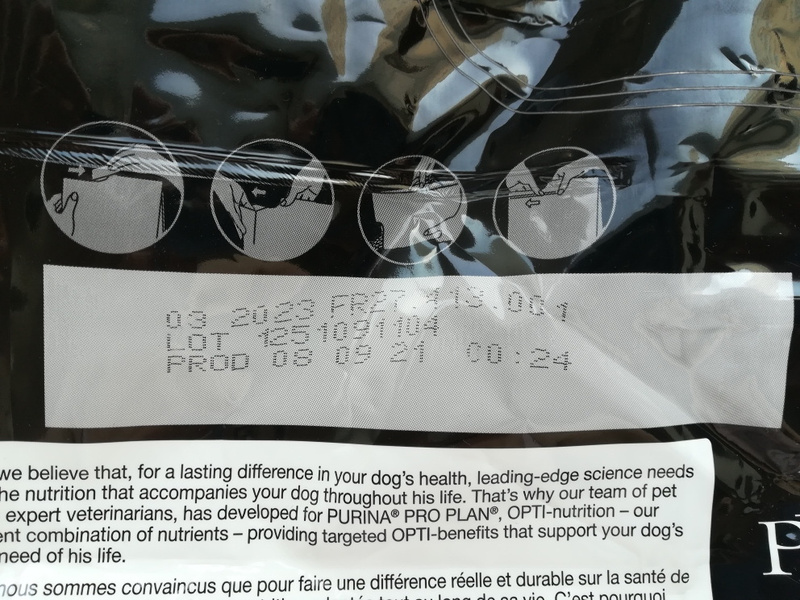 03 2023 FR27.413.001
LOT 1251091104
PROD 08 09 21 00:24
we believe that, for a lasting difference in your dog's health, leading-edge science needs
he nutrition that accompanies your dog throughout his life. That's why our team of pet
expert veterinarians, has developed for PURINA® PRO PLAN®, OPTI-nutrition – our
ent combination of nutrients – providing targeted OPTI-benefits that support your dog's
need of his life.
nous sommes convaincus que pour faire une différence réelle et durable sur la santé de
P